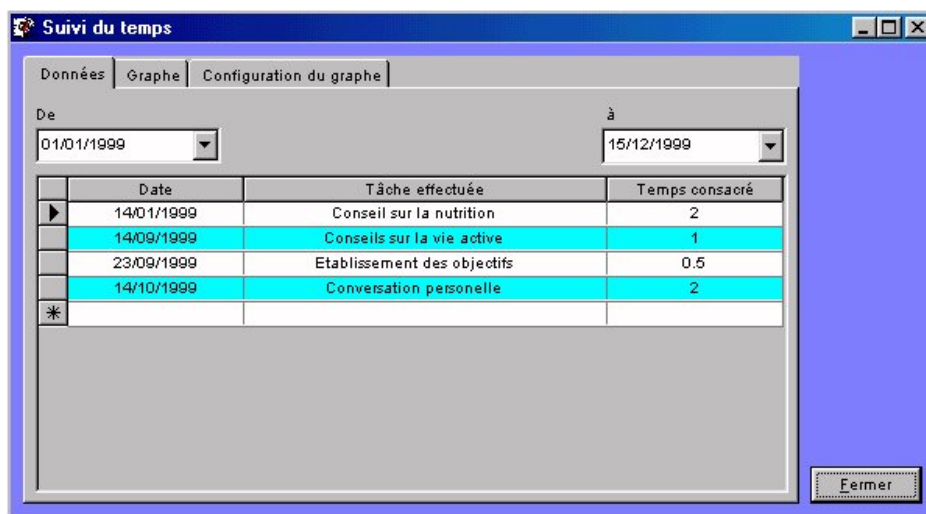 Suivi du temps
Données Graphe Configuration du graphe
De à
01/01/1999 15/12/1999
Date Tâche effectuée Temps consacré
14/01/1999 Conseil sur la nutrition 2
14/09/1999 Conseils sur la vie active 1
23/09/1999 Etablissement des objectifs 0.5
14/10/1999 Conversation personelle 2
Fermer